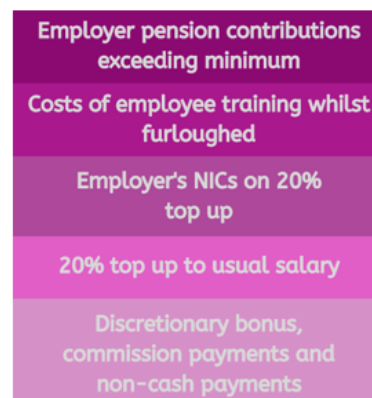 Employer pension contributions
exceeding minimum
Costs of employee training whilst
furloughed
Employer's NICs on 20%
top up
20% top up to usual salary
Discretionary bonus,
commission payments and
non-cash payments